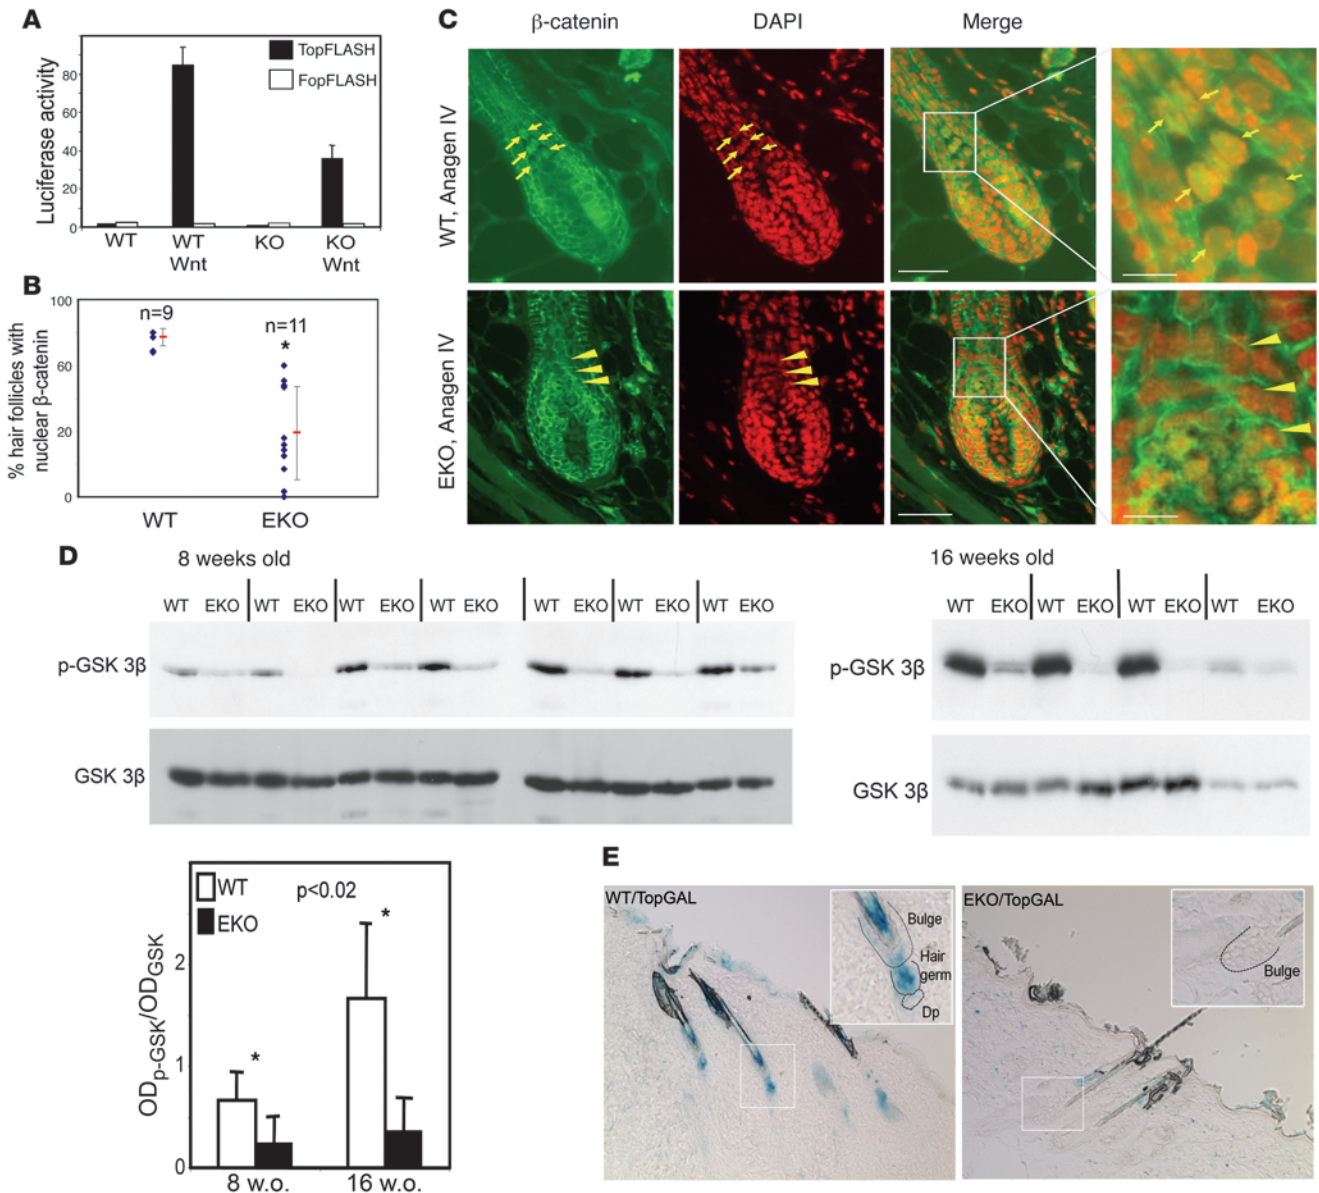 A
TopFLASH
FopFLASH
Luciferase activity
80
60
40
20
0
WT
WT
Wnt
KO
KO
Wnt
B
% hair follicles with
nuclear β-catenin
100
60
20
0
n=9
n=11
*
WT
EKO
C
β-catenin
DAPI
Merge
WT, Anagen IV
EKO, Anagen IV
D
8 weeks old
WT EKO WT EKO WT EKO WT EKO WT EKO WT EKO WT EKO
p-GSK 3β
GSK 3β
16 weeks old
WT EKO WT EKO WT EKO WT EKO
p-GSK 3β
GSK 3β
WT
EKO
p<0.02
*
*
ODp-GSK/ODGSK
2
1
0
8 w.o.
16 w.o.
E
WT/TopGAL
Bulge
Hair
germ
Dp
EKO/TopGAL
Bulge